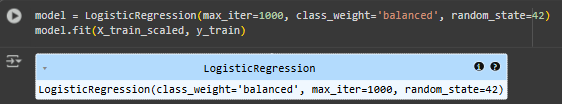 model = LogisticRegression(max_iter=1000, class_weight='balanced', random_state=42)
model.fit(X_train_scaled, y_train)
LogisticRegression
LogisticRegression(class_weight='balanced', max_iter=1000, random_state=42)